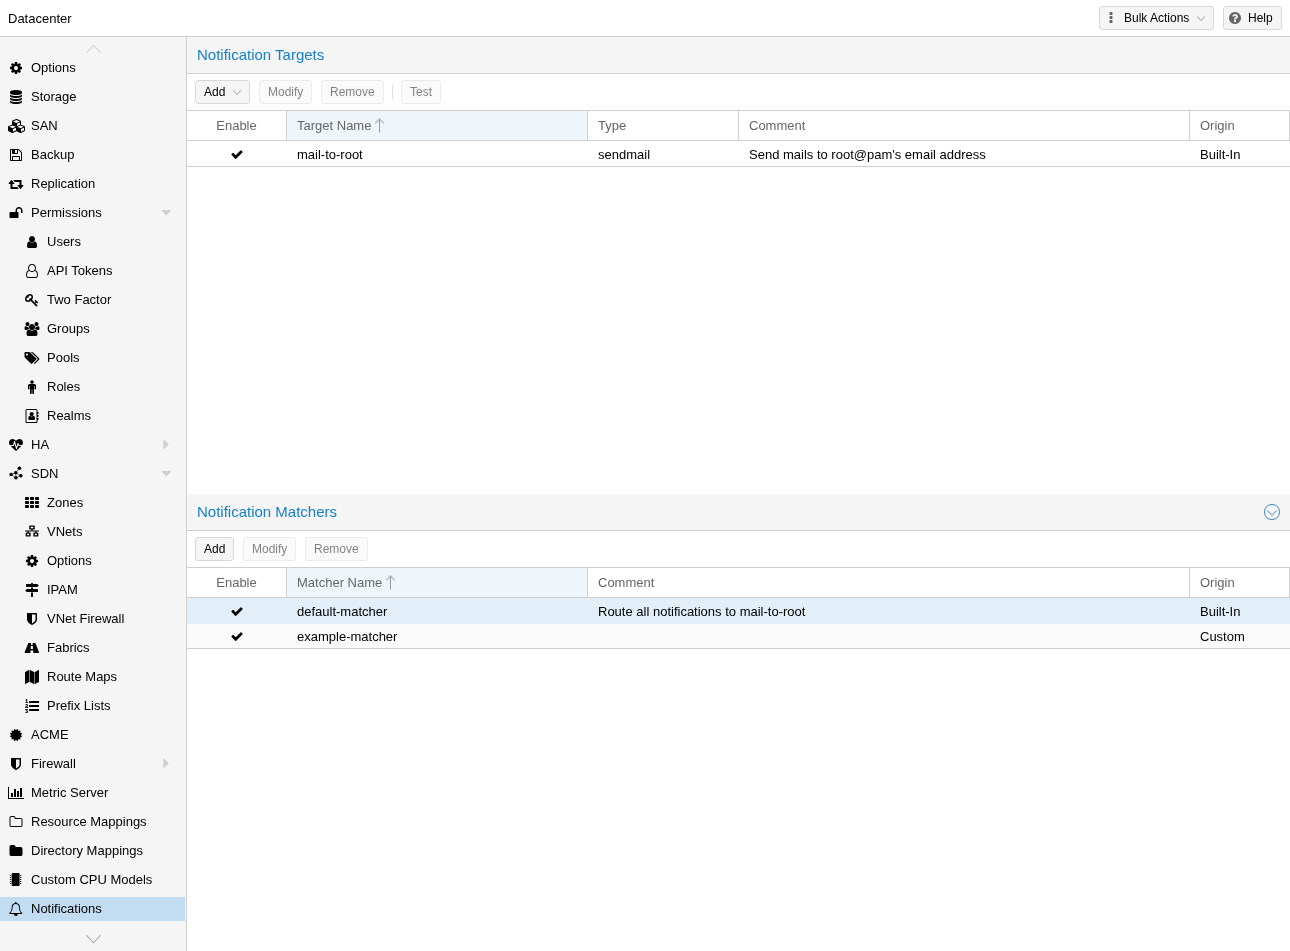 Datacenter
Bulk Actions
Help
Options
Storage
SAN
Backup
Replication
Permissions
Users
API Tokens
Two Factor
Groups
Pools
Roles
Realms
HA
SDN
Zones
VNets
Options
IPAM
VNet Firewall
Fabrics
Route Maps
Prefix Lists
ACME
Firewall
Metric Server
Resource Mappings
Directory Mappings
Custom CPU Models
Notifications
Notification Targets
Add Modify Remove Test
Enable Target Name Type Comment Origin
mail-to-root sendmail Send mails to root@pam's email address Built-In
Notification Matchers
Add Modify Remove
Enable Matcher Name Comment Origin
default-matcher Route all notifications to mail-to-root Built-In
example-matcher Custom